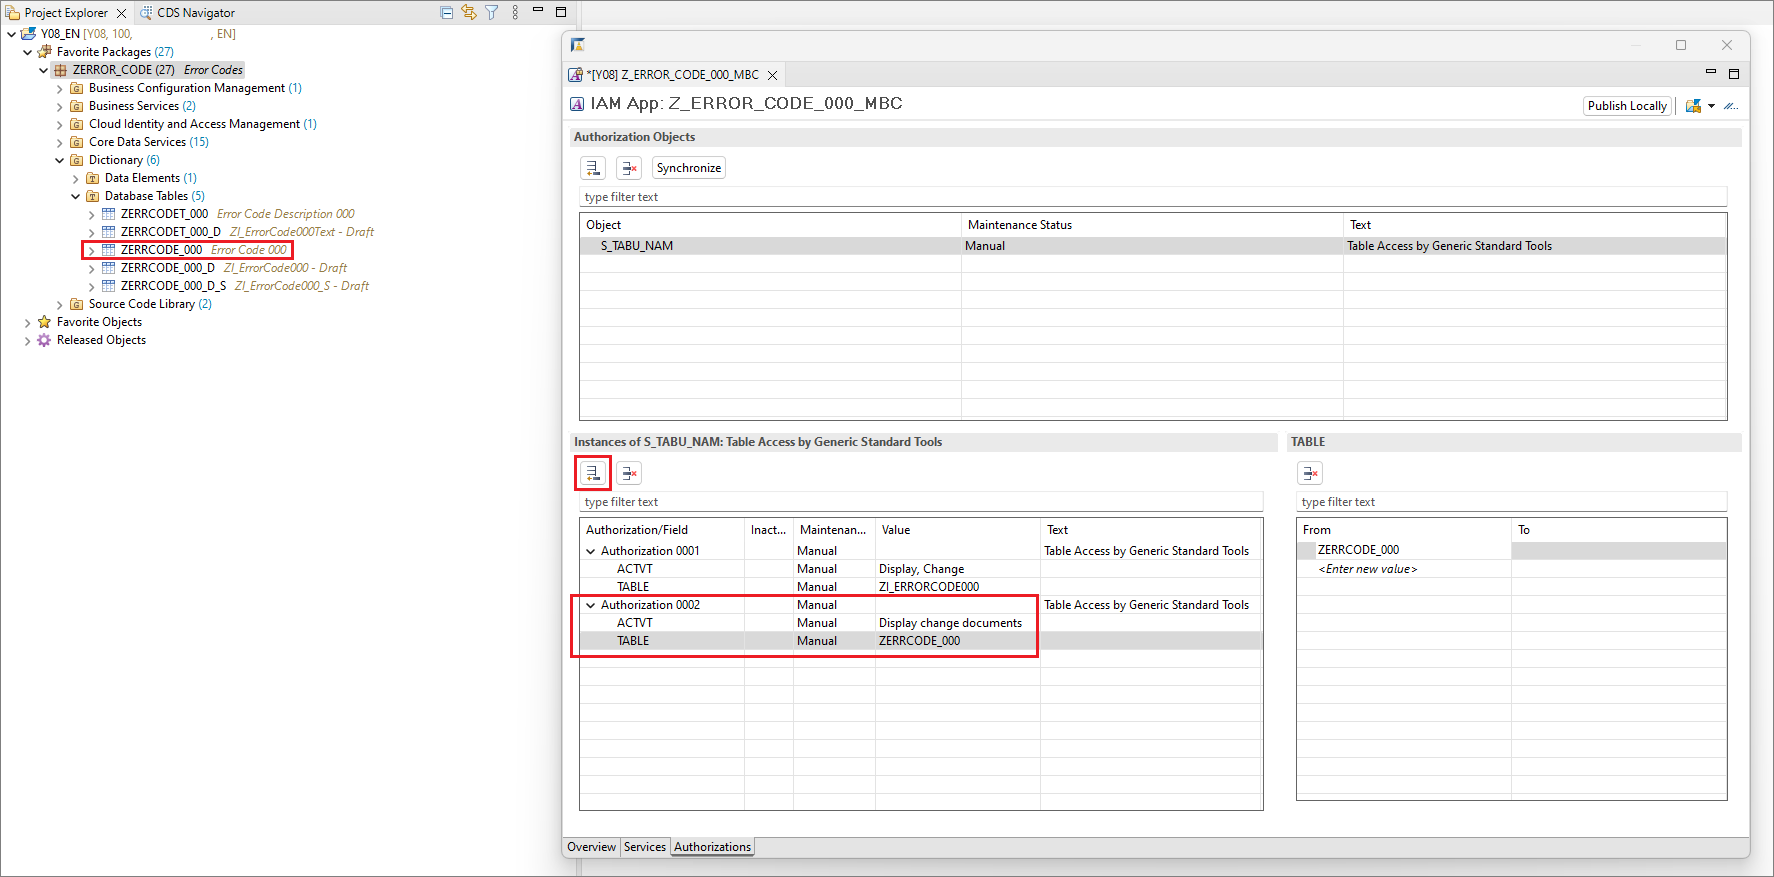 Project Explorer
CDS Navigator
Y08_EN [Y08, 100, , EN]
Favorite Packages (27)
ZERROR_CODE (27) Error Codes
Business Configuration Management (1)
Business Services (2)
Cloud Identity and Access Management (1)
Core Data Services (15)
Dictionary (6)
Data Elements (1)
Database Tables (5)
ZERRCODET_000 Error Code Description 000
ZERRCODET_000_D ZI_ErrorCode000Text - Draft
ZERRCODE_000 Error Code 000
ZERRCODE_000_D ZI_ErrorCode000 - Draft
ZERRCODE_000_D_S ZI_ErrorCode000_S - Draft
Source Code Library (2)
Favorite Objects
Released Objects
*[Y08] Z_ERROR_CODE_000_MBC
IAM App: Z_ERROR_CODE_000_MBC
Publish Locally
Authorization Objects
Synchronize
type filter text
Object Maintenance Status Text
S_TABU_NAM Manual Table Access by Generic Standard Tools
Instances of S_TABU_NAM: Table Access by Generic Standard Tools
type filter text
Authorization/Field Inact... Maintenan... Value Text
Authorization 0001 Manual Table Access by Generic Standard Tools
ACTVT Manual Display, Change
TABLE Manual ZI_ERRORCODE000
Authorization 0002 Manual Table Access by Generic Standard Tools
ACTVT Manual Display change documents
TABLE Manual ZERRCODE_000
TABLE
type filter text
From To
ZERRCODE_000
<Enter new value>
Overview Services Authorizations